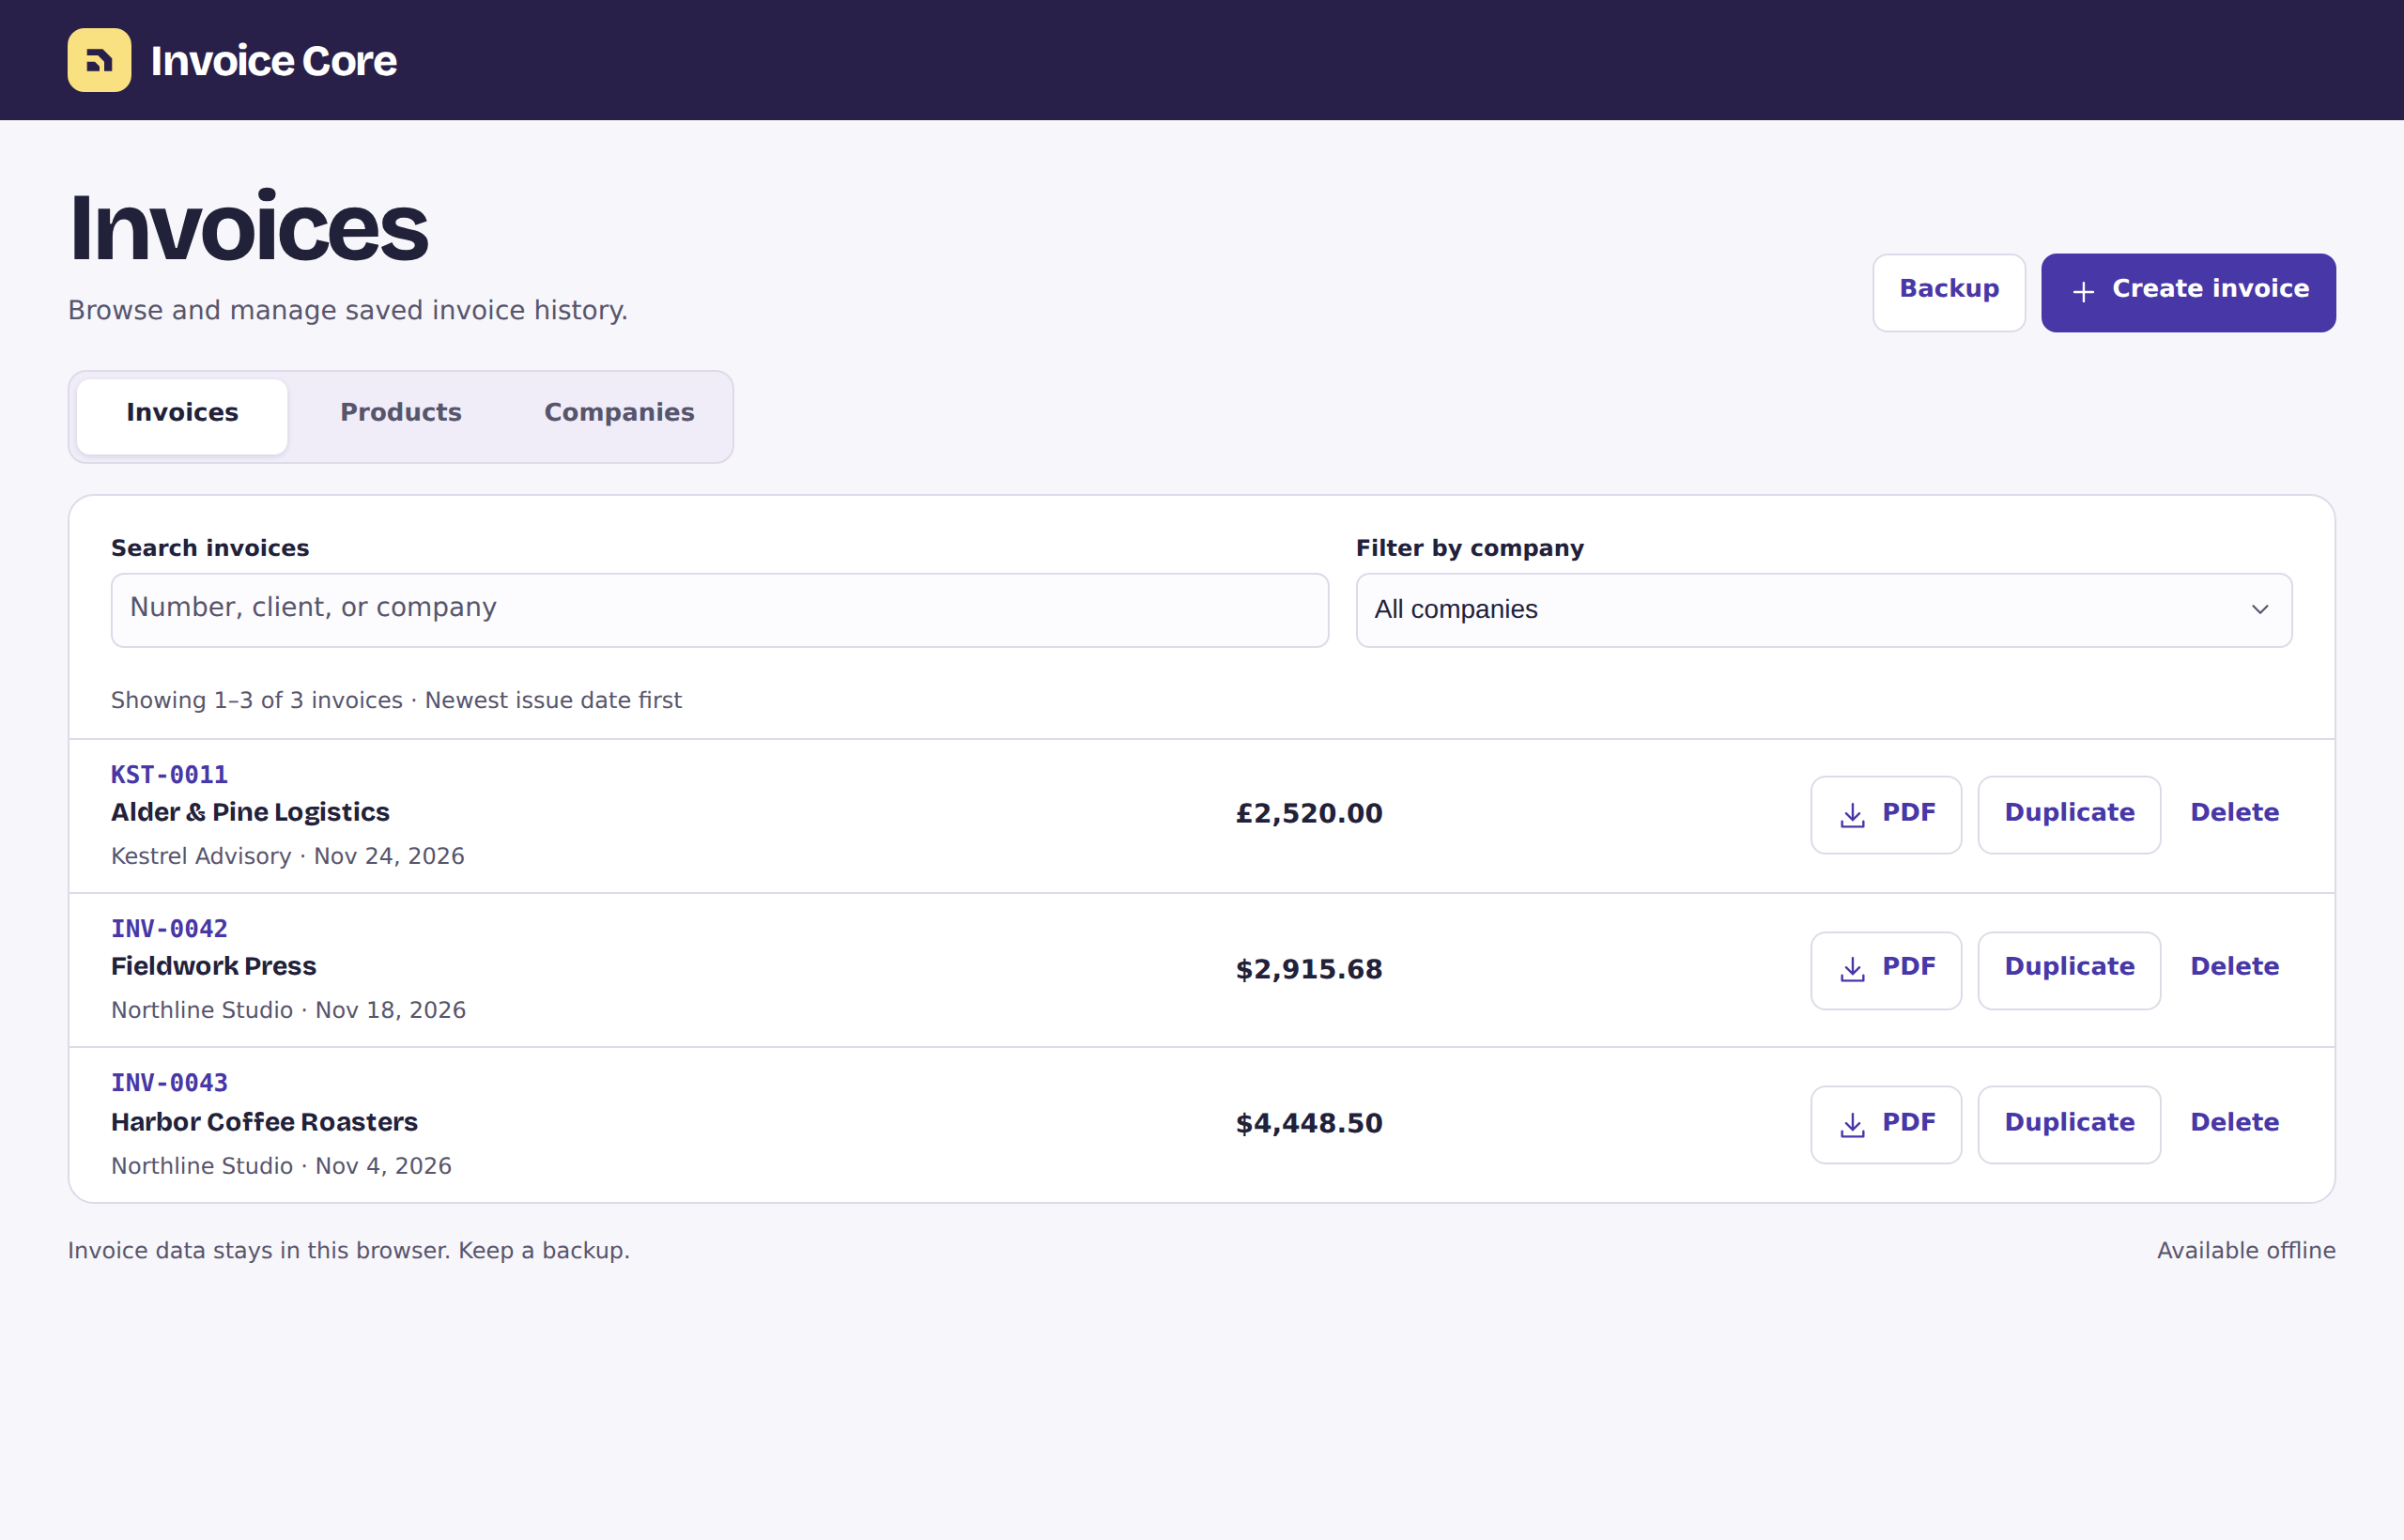 Invoice Core
Invoices
Browse and manage saved invoice history.
Backup
Create invoice
Invoices
Products
Companies
Search invoices
Number, client, or company
Filter by company
All companies
Showing 1–3 of 3 invoices · Newest issue date first
KST-0011
Alder & Pine Logistics
Kestrel Advisory · Nov 24, 2026
£2,520.00
PDF
Duplicate
Delete
INV-0042
Fieldwork Press
Northline Studio · Nov 18, 2026
$2,915.68
PDF
Duplicate
Delete
INV-0043
Harbor Coffee Roasters
Northline Studio · Nov 4, 2026
$4,448.50
PDF
Duplicate
Delete
Invoice data stays in this browser. Keep a backup.
Available offline